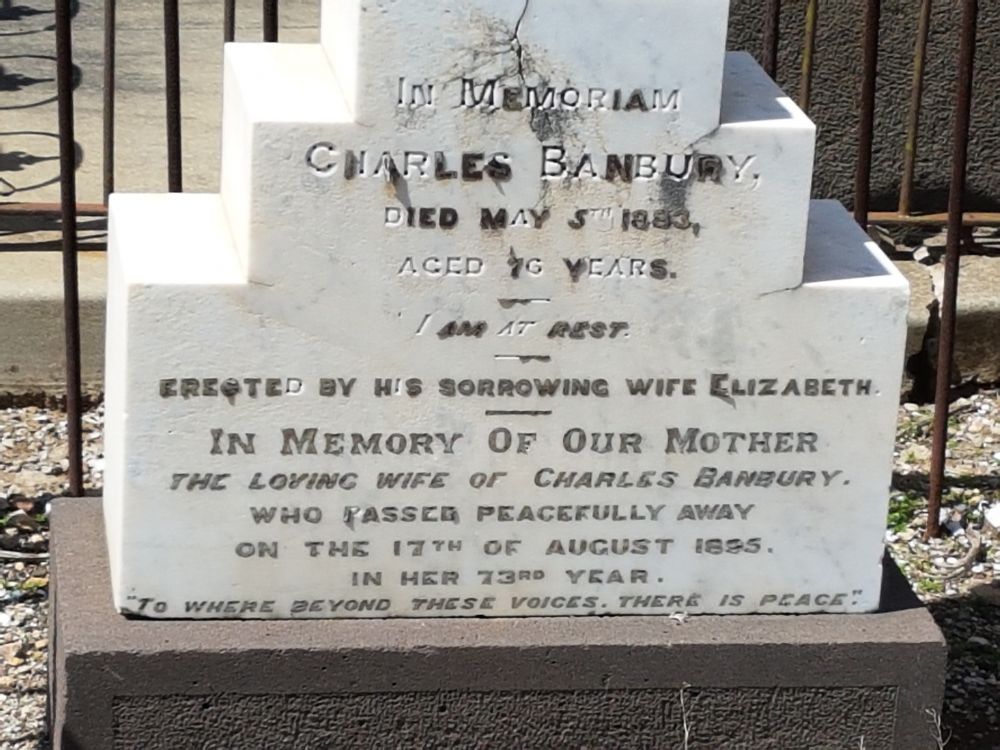 In Memoriam
Charles Banbury,
DIED MAY 5TH 1883,
AGED 76 YEARS.
I AM AT REST.
ERECTED BY HIS SORROWING WIFE ELIZABETH.
In Memory Of Our Mother
THE LOVING WIFE OF CHARLES BANBURY.
WHO PASSED PEACEFULLY AWAY
ON THE 17TH OF AUGUST 1895.
IN HER 73RD YEAR.
"TO WHERE BEYOND THESE VOICES. THERE IS PEACE".